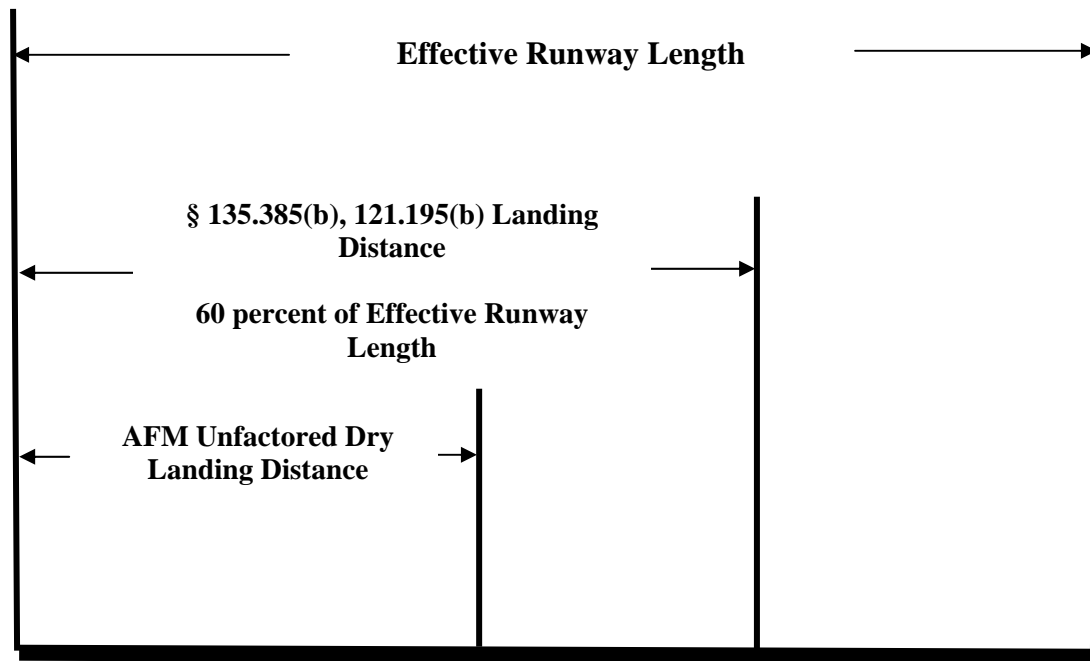 Effective Runway Length
§ 135.385(b), 121.195(b) Landing
Distance
60 percent of Effective Runway
Length
AFM Unfactored Dry
Landing Distance